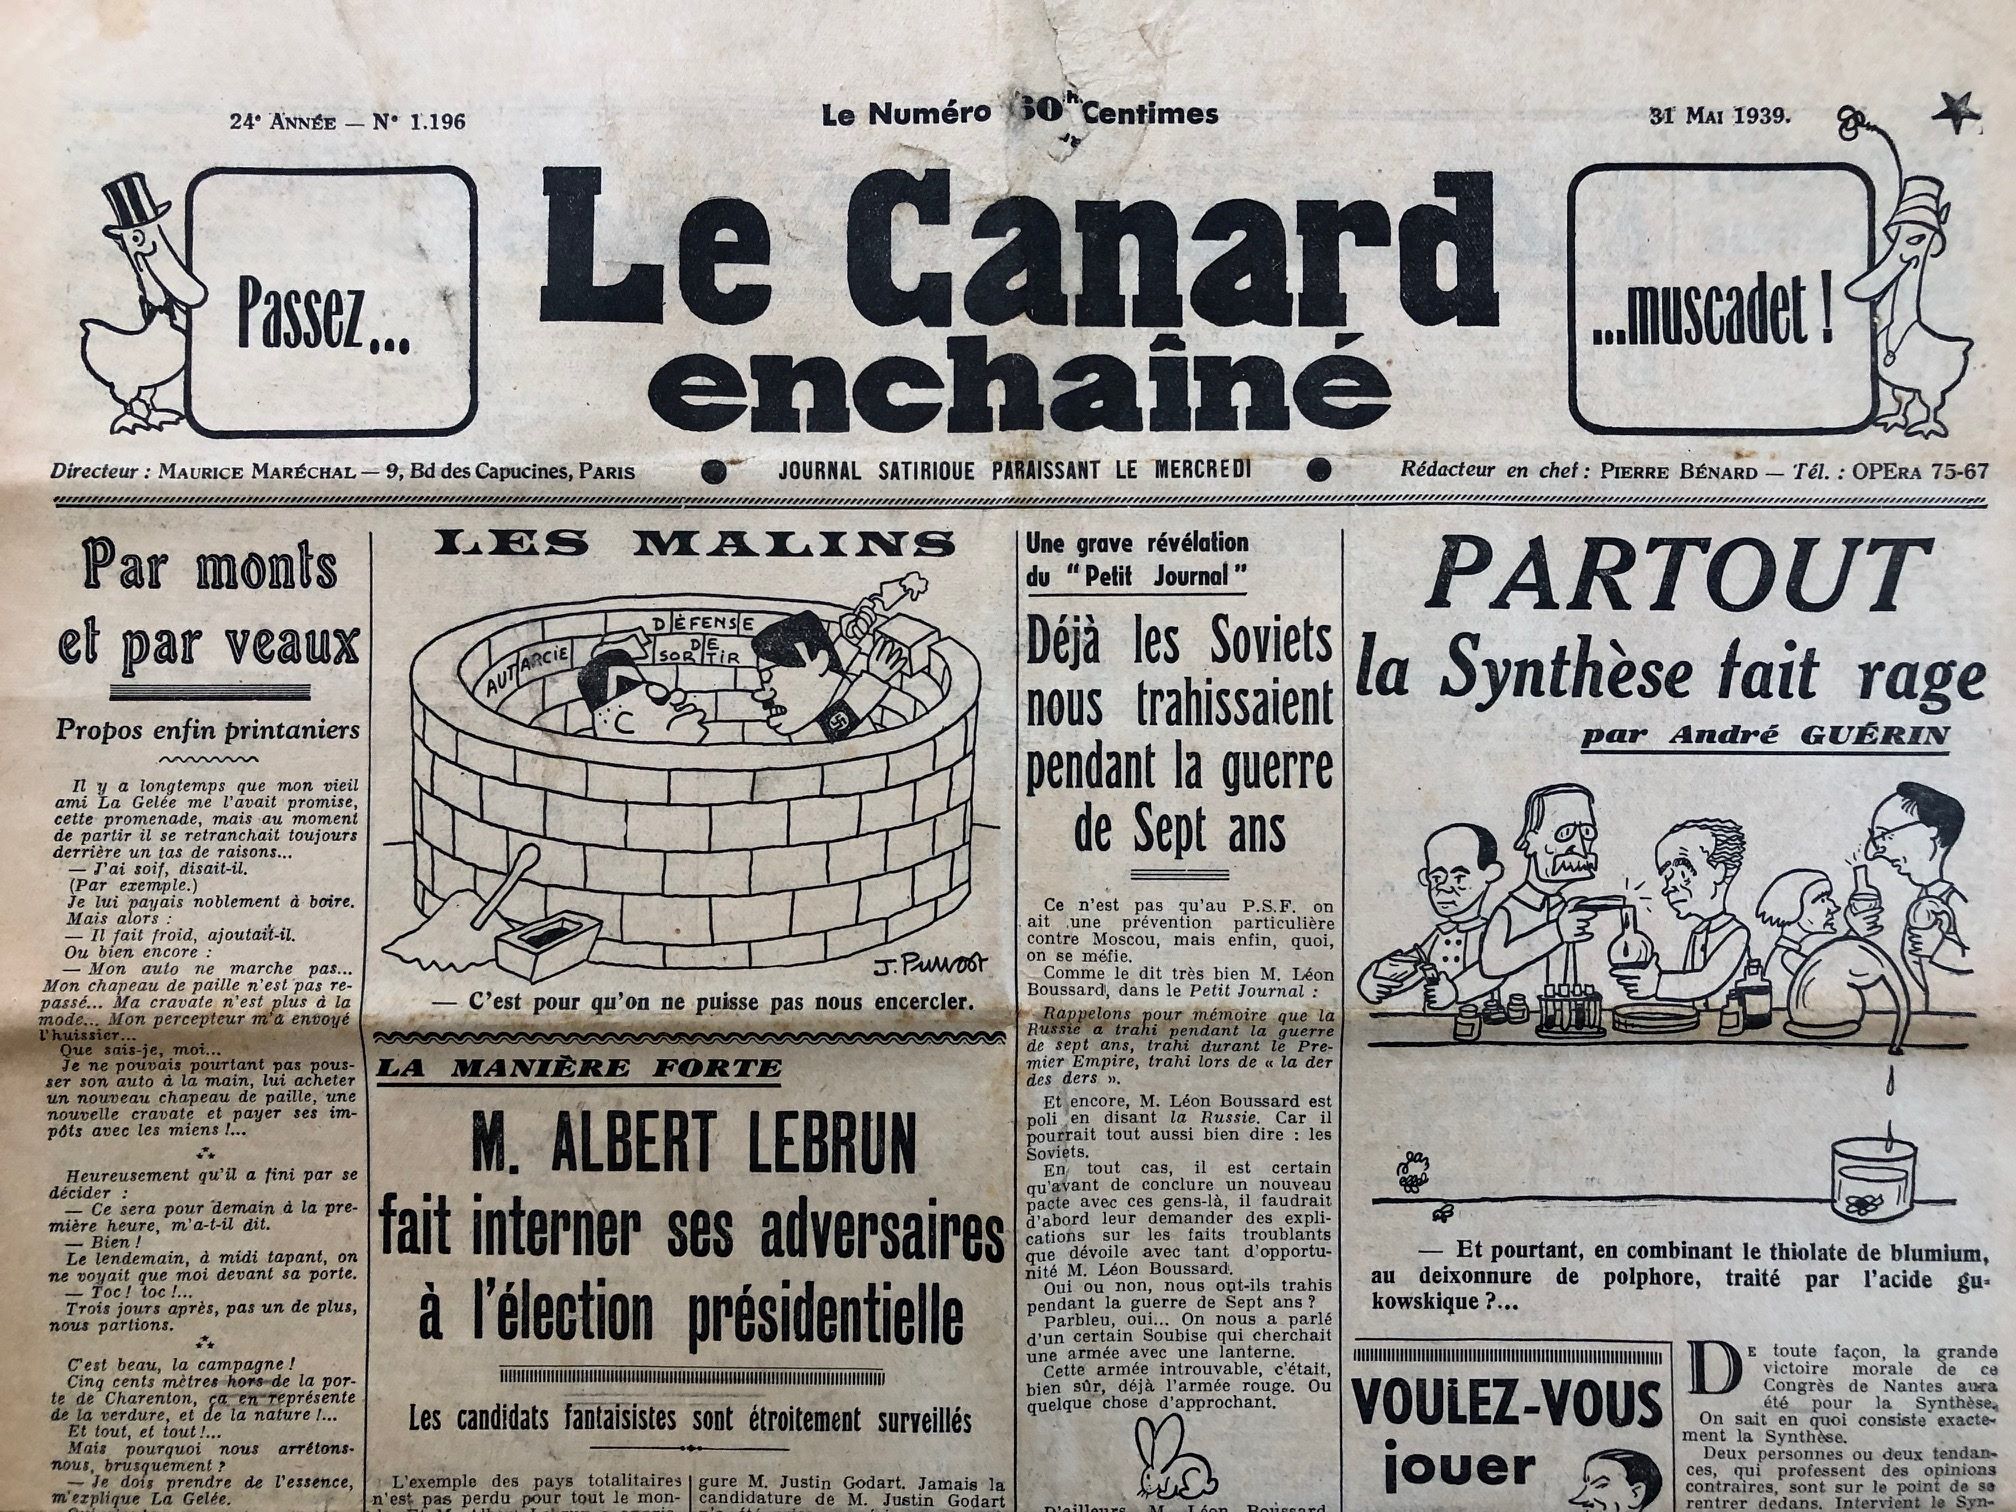 24e ANNÉE — N° 1.196
Le Numéro 60 Centimes
31 MAI 1939.
Passez...
Le Canard
enchaîné
...muscadet !
Directeur : MAURICE MARÉCHAL — 9, Bd des Capucines, PARIS
JOURNAL SATIRIQUE PARAISSANT LE MERCREDI
Rédacteur en chef : PIERRE BÉNARD — Tél. : OPEra 75-67
Par monts
et par veaux
Propos enfin printaniers
Il y a longtemps que mon vieil
ami La Gelée me l'avait promise,
cette promenade, mais au moment
de partir il se retranchait toujours
derrière un tas de raisons...
— J'ai soif, disait-il.
(Par exemple.)
Je lui payais noblement à boire.
Mais alors :
— Il fait froid, ajoutait-il.
Ou bien encore :
— Mon auto ne marche pas...
Mon chapeau de paille n'est pas re-
passé... Ma cravate n'est plus à la
mode... Mon percepteur m'a envoyé
l'huissier...
Que sais-je, moi...
Je ne pouvais pourtant pas pous-
ser son auto à la main, lui acheter
un nouveau chapeau de paille, une
nouvelle cravate et payer ses im-
pôts avec les miens !...
Heureusement qu'il a fini par se
décider :
— Ce sera pour demain à la pre-
mière heure, m'a-t-il dit.
— Bien !
Le lendemain, à midi tapant, on
ne voyait que moi devant sa porte.
— Toc ! toc !...
Trois jours après, pas un de plus,
nous partions.
C'est beau, la campagne !
Cinq cents mètres hors de la por-
te de Charenton, ça en représente
de la verdure, et de la nature !...
Et tout, et tout !...
Mais pourquoi nous arrêtons-
nous, brusquement ?
— Je dois prendre de l'essence,
m'explique La Gelée.
LES MALINS
AUTARCIE
DÉFENSE
DE
SORTIR
— C'est pour qu'on ne puisse pas nous encercler.
LA MANIÈRE FORTE
M. ALBERT LEBRUN
fait interner ses adversaires
à l'élection présidentielle
Les candidats fantaisistes sont étroitement surveillés
L'exemple des pays totalitaires
n'est pas perdu pour tout le mon-
gure M. Justin Godart. Jamais la
candidature de M. Justin Godart
Une grave révélation
du "Petit Journal"
Déjà les Soviets
nous trahissaient
pendant la guerre
de Sept ans
Ce n'est pas qu'au P.S.F. on
ait une prévention particulière
contre Moscou, mais enfin, quoi,
on se méfie.
Comme le dit très bien M. Léon
Boussard, dans le Petit Journal :
Rappelons pour mémoire que la
Russie a trahi pendant la guerre
de sept ans, trahi durant le Pre-
mier Empire, trahi lors de « la der
des ders ».
Et encore, M. Léon Boussard est
poli en disant la Russie. Car il
pourrait tout aussi bien dire : les
Soviets.
En tout cas, il est certain
qu'avant de conclure un nouveau
pacte avec ces gens-là, il faudrait
d'abord leur demander des expli-
cations sur les faits troublants
que dévoile avec tant d'opportu-
nité M. Léon Boussard.
Oui ou non, nous ont-ils trahis
pendant la guerre de Sept ans ?
Parbleu, oui... On nous a parlé
d'un certain Soubise qui cherchait
une armée avec une lanterne.
Cette armée introuvable, c'était,
bien sûr, déjà l'armée rouge. Ou
quelque chose d'approchant.
D'ailleurs, M. Léon Boussard,
PARTOUT
la Synthèse fait rage
par André GUÉRIN
— Et pourtant, en combinant le thiolate de blumium,
au deixonnure de polphore, traité par l'acide gu-
kowskique ?...
VOULEZ-VOUS
jouer
DE toute façon, la grande
victoire morale de ce
Congrès de Nantes aura
été pour la Synthèse.
On sait en quoi consiste exacte-
ment la Synthèse.
Deux personnes ou deux tendan-
ces, qui professent des opinions
contraires, sont sur le point de se
rentrer dedans. Intervient le Syn-